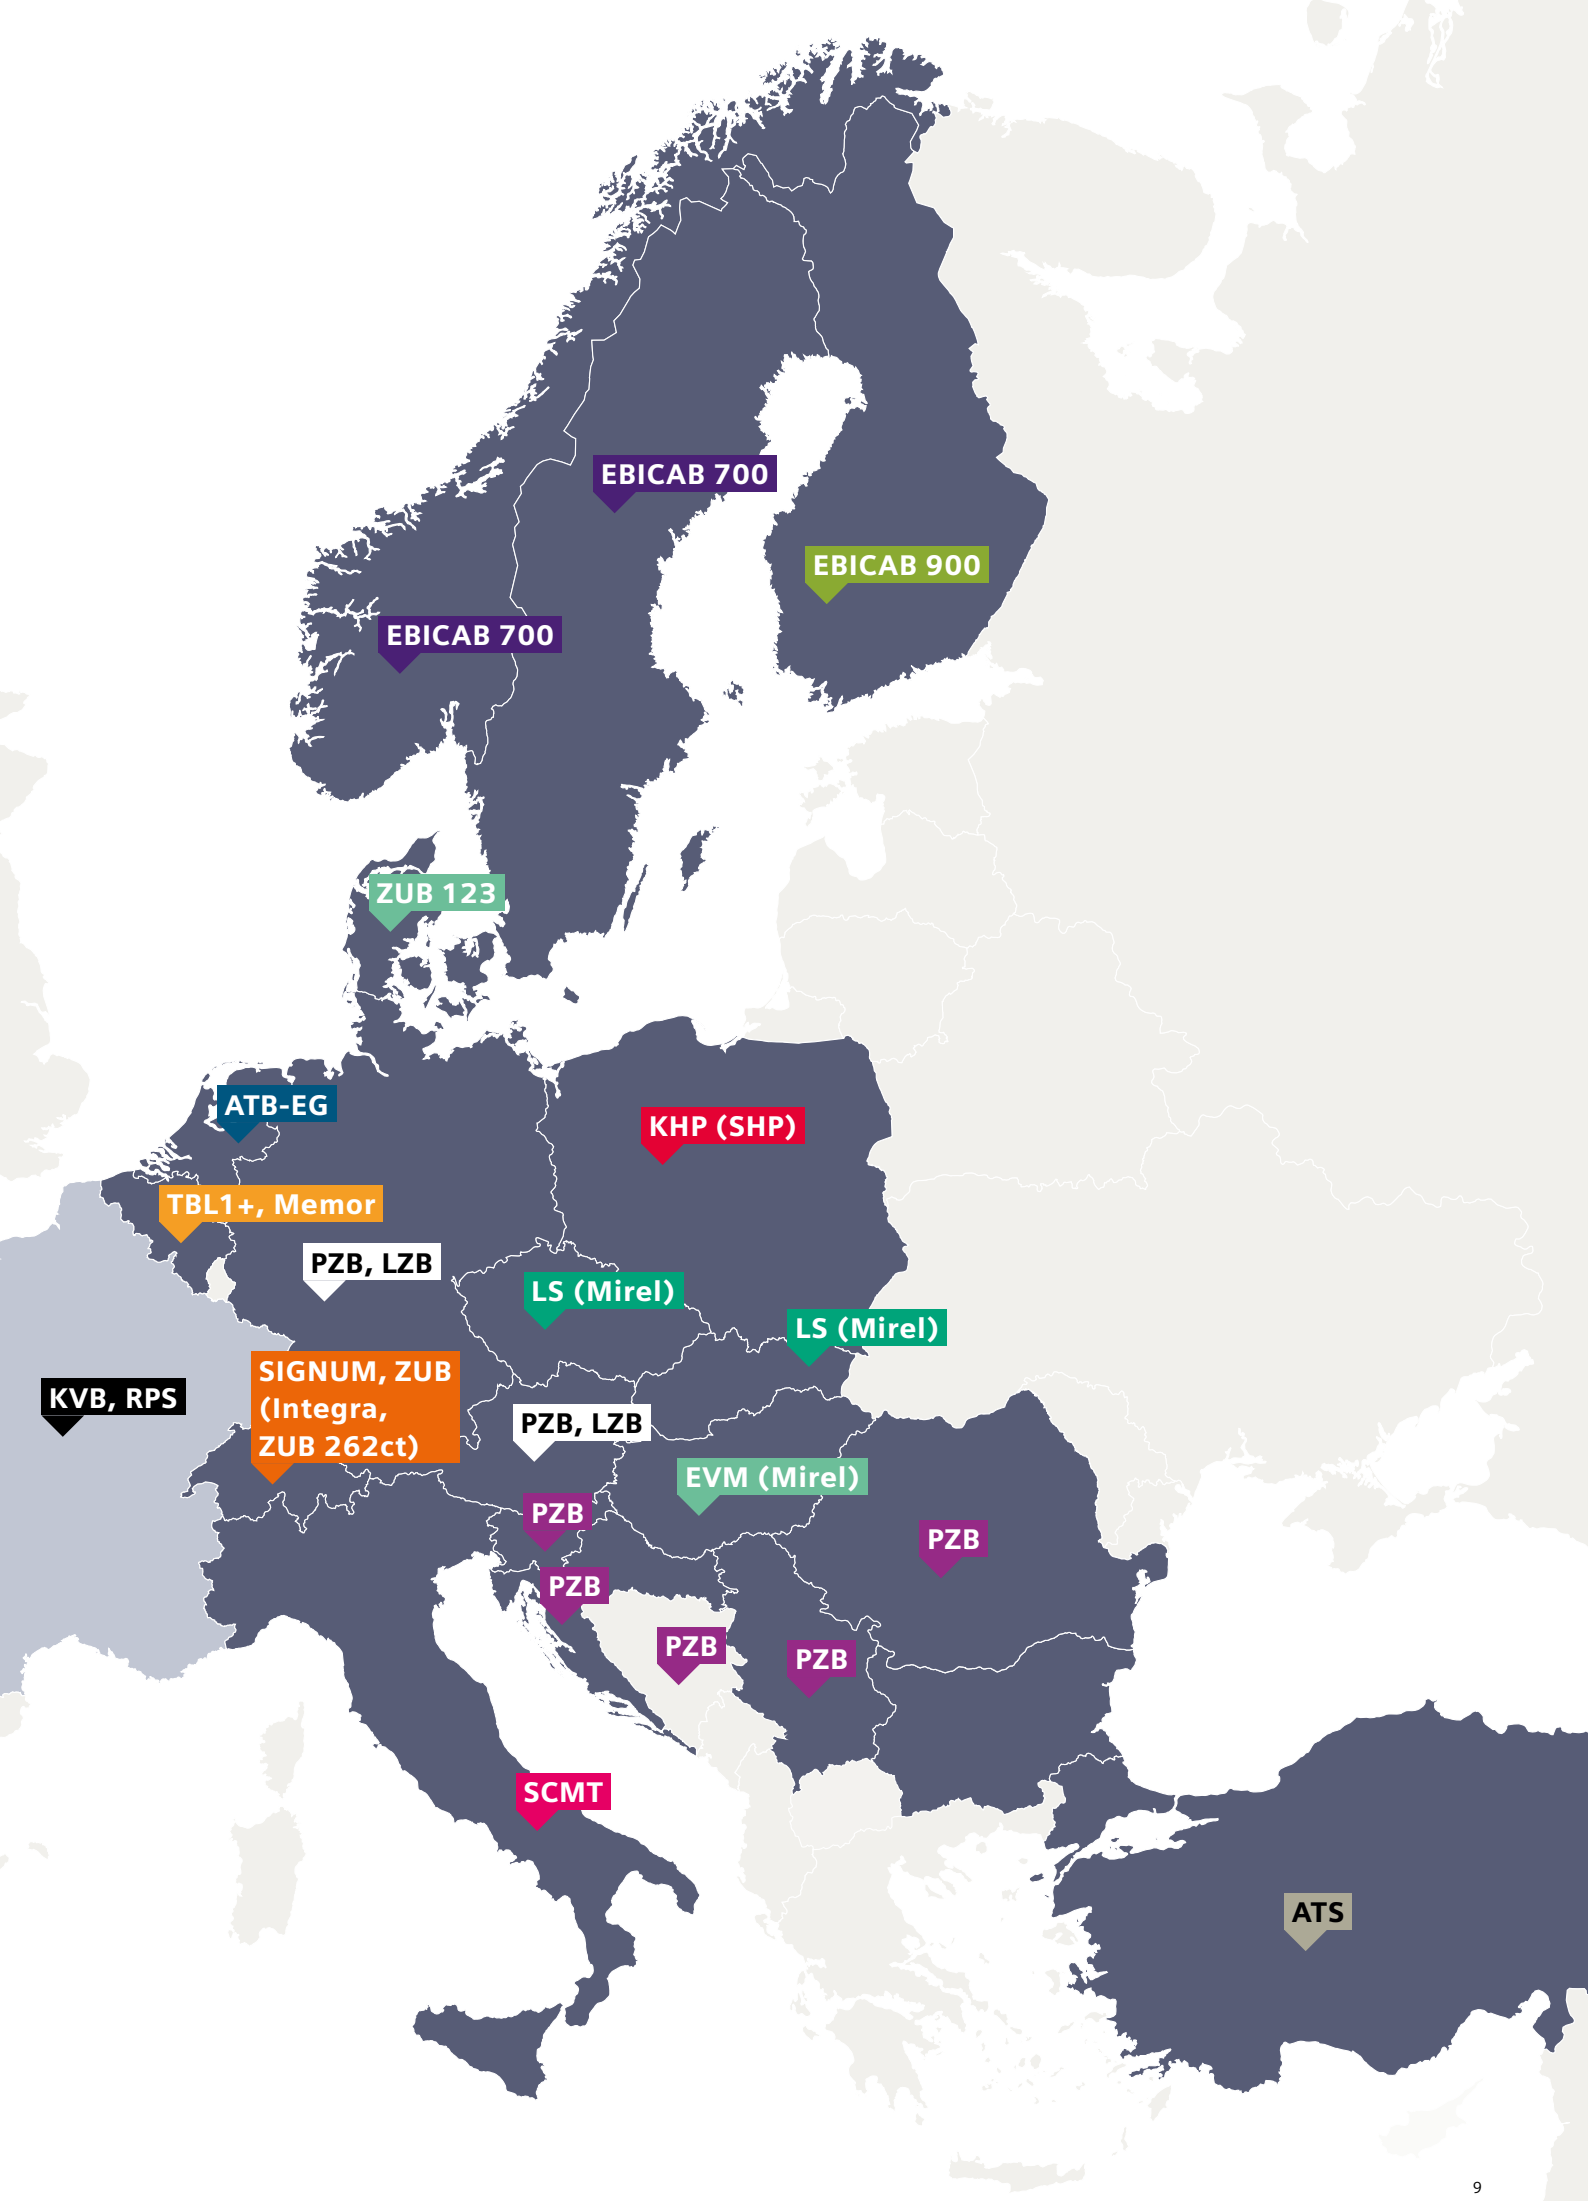 EBICAB 700
EBICAB 900
EBICAB 700
ZUB 123
ATB-EG
KHP (SHP)
TBL1+, Memor
PZB, LZB
LS (Mirel)
LS (Mirel)
SIGNUM, ZUB
(Integra,
ZUB 262ct)
KVB, RPS
PZB, LZB
EVM (Mirel)
PZB
PZB
PZB
PZB
PZB
SCMT
ATS
9